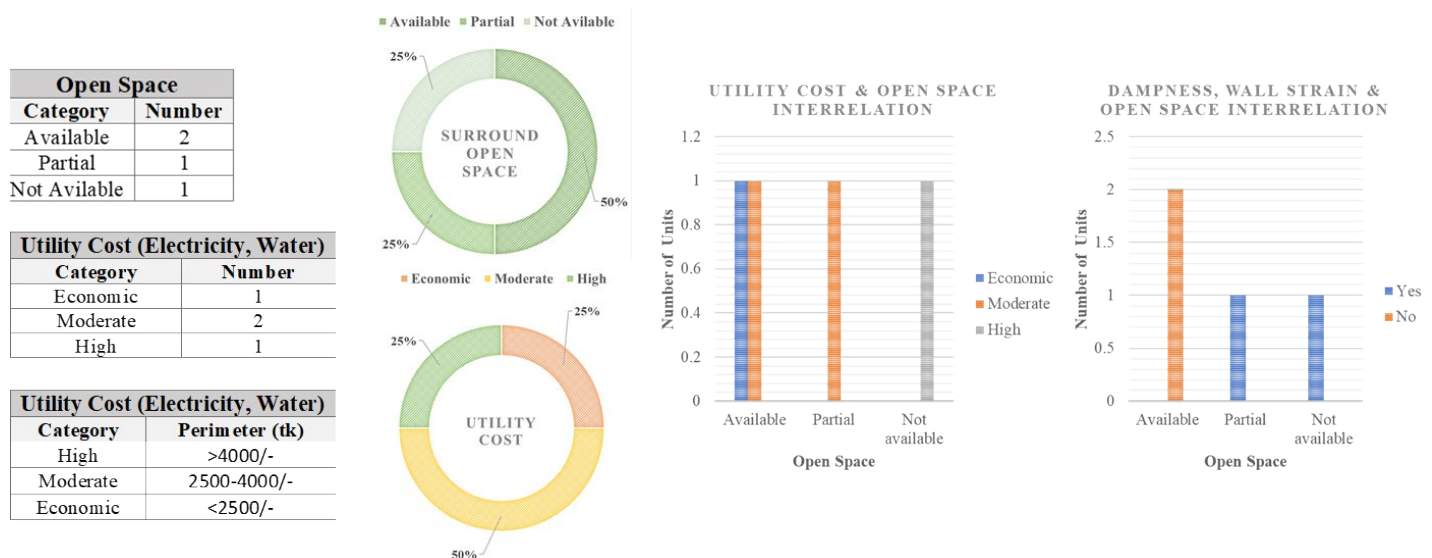 Open Space
Category Number
Available 2
Partial 1
Not Avilable 1
Utility Cost (Electricity, Water)
Category Number
Economic 1
Moderate 2
High 1
Utility Cost (Electricity, Water)
Category Perimeter (tk)
High >4000/-
Moderate 2500-4000/-
Economic <2500/-
Available Partial Not Avilable
25%
SURROUND
OPEN
SPACE
50%
25%
Economic Moderate High
25%
25%
UTILITY
COST
50%
UTILITY COST & OPEN SPACE
INTERRELATION
Number of Units
1.2
1
0.8
0.6
0.4
0.2
0
Available Partial Not
available
Open Space
Economic
Moderate
High
DAMPNESS, WALL STRAIN &
OPEN SPACE INTERRELATION
Number of Units
2.5
2
1.5
1
0.5
0
Available Partial Not
available
Open Space
Yes
No